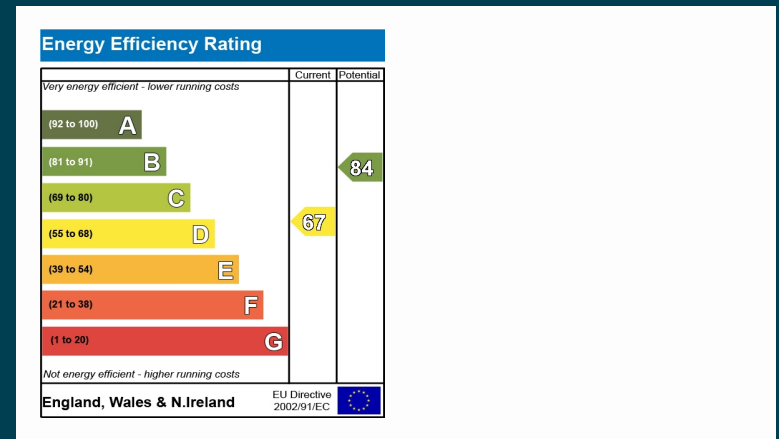 Energy Efficiency Rating
Current Potential
Very energy efficient - lower running costs
(92 to 100) A
(81 to 91) B
84
(69 to 80) C
67
(55 to 68) D
(39 to 54) E
(21 to 38) F
(1 to 20) G
Not energy efficient - higher running costs
England, Wales & N.Ireland
EU Directive
2002/91/EC